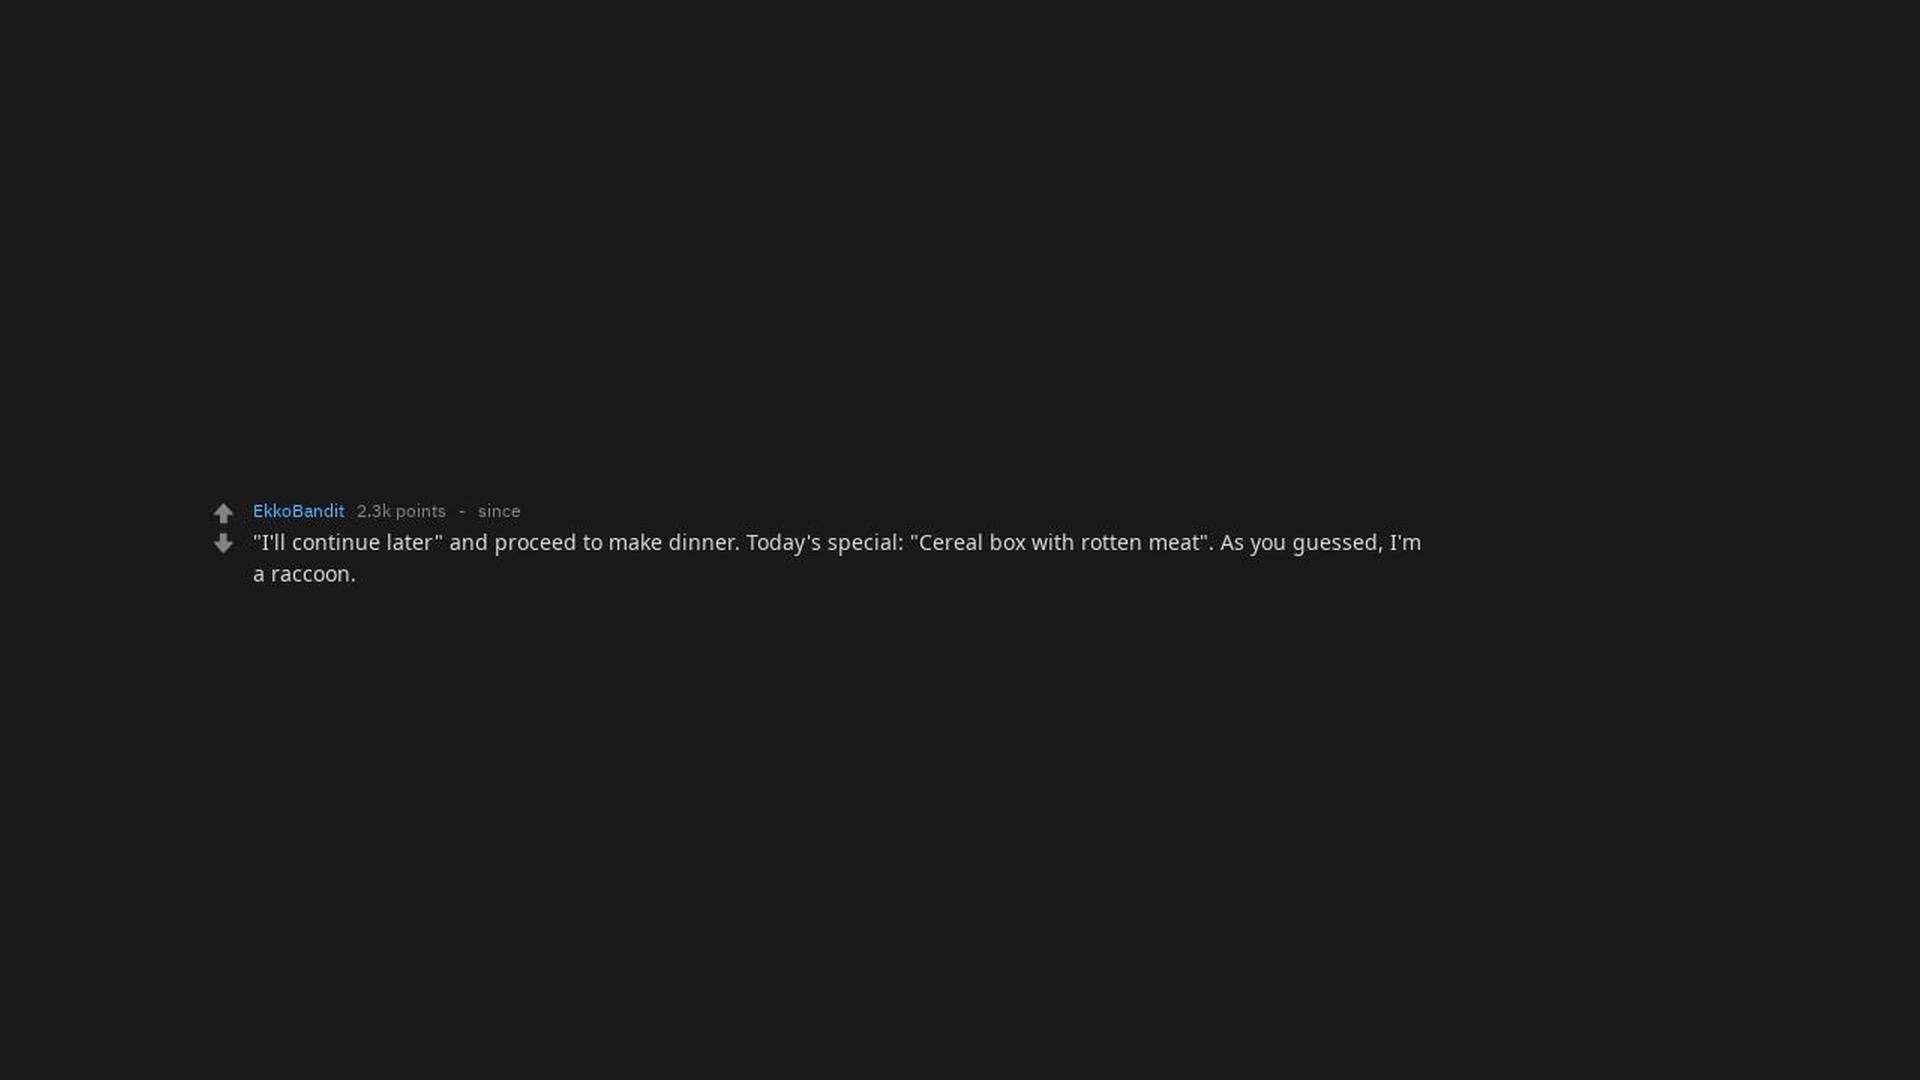 EkkoBandit 2.3k points - since
"I'll continue later" and proceed to make dinner. Today's special: "Cereal box with rotten meat". As you guessed, I'm
a raccoon.